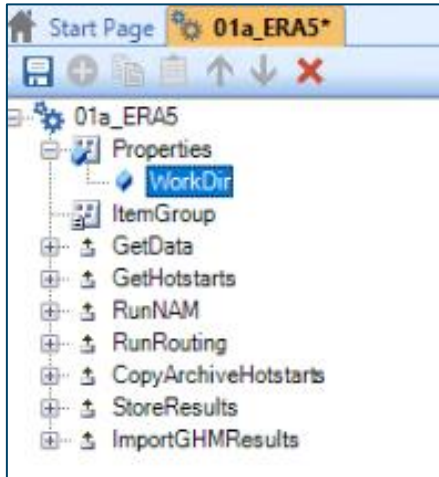 Start Page 01a_ERA5*
01a_ERA5
Properties
WorkDir
ItemGroup
GetData
GetHotstarts
RunNAM
RunRouting
CopyArchiveHotstarts
StoreResults
ImportGHMResults